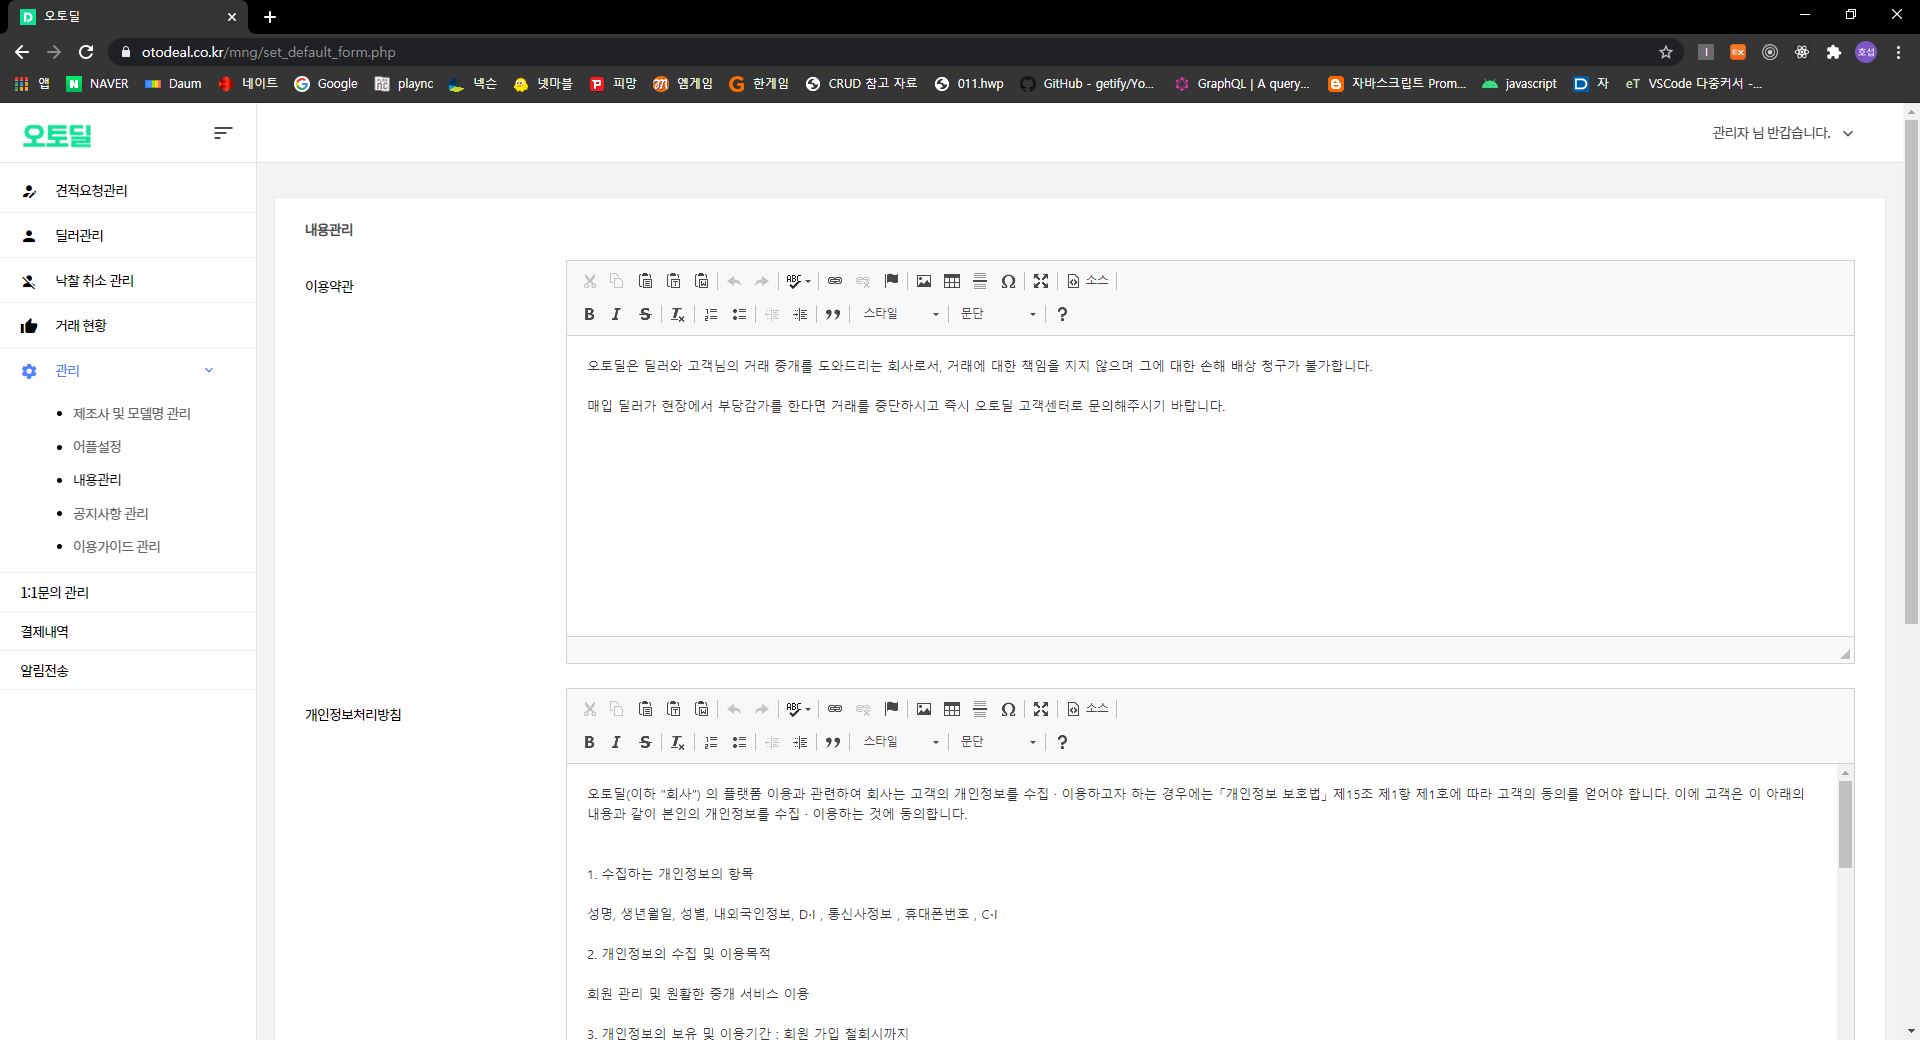 오토딜
otodeal.co.kr/mng/set_default_form.php
호섭
앱 NAVER Daum 네이트 Google plaync 넥슨 넷마블 피망 엠게임 한게임 CRUD 참고 자료 011.hwp GitHub - getify/Yo... GraphQL | A query... 자바스크립트 Prom... javascript 자 eT VSCode 다중커서 -...
오토딜
관리자 님 반갑습니다.
견적요청관리
딜러관리
낙찰 취소 관리
거래 현황
관리
제조사 및 모델명 관리
어플설정
내용관리
공지사항 관리
이용가이드 관리
1:1문의 관리
결제내역
알림전송
내용관리
이용약관
소스
스타일 문단
오토딜은 딜러와 고객님의 거래 중개를 도와드리는 회사로서, 거래에 대한 책임을 지지 않으며 그에 대한 손해 배상 청구가 불가합니다.
매입 딜러가 현장에서 부당감가를 한다면 거래를 중단하시고 즉시 오토딜 고객센터로 문의해주시기 바랍니다.
개인정보처리방침
소스
스타일 문단
오토딜(이하 "회사") 의 플랫폼 이용과 관련하여 회사는 고객의 개인정보를 수집 · 이용하고자 하는 경우에는 「개인정보 보호법」 제15조 제1항 제1호에 따라 고객의 동의를 얻어야 합니다. 이에 고객은 이 아래의
내용과 같이 본인의 개인정보를 수집 · 이용하는 것에 동의합니다.
1. 수집하는 개인정보의 항목
성명, 생년월일, 성별, 내외국인정보, D·I , 통신사정보 , 휴대폰번호 , C·I
2. 개인정보의 수집 및 이용목적
회원 관리 및 원활한 중개 서비스 이용
3. 개인정보의 보유 및 이용기간 : 회원 가입 철회시까지